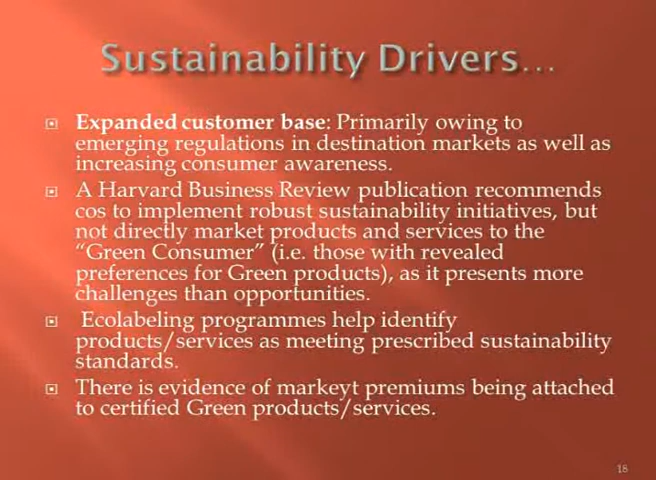 Sustainability Drivers...
Expanded customer base: Primarily owing to
emerging regulations in destination markets as well as
increasing consumer awareness.
A Harvard Business Review publication recommends
cos to implement robust sustainability initiatives, but
not directly market products and services to the
“Green Consumer” (i.e. those with revealed
preferences for Green products), as it presents more
challenges than opportunities.
Ecolabeling programmes help identify
products/services as meeting prescribed sustainability
standards.
There is evidence of markeyt premiums being attached
to certified Green products/services.
18